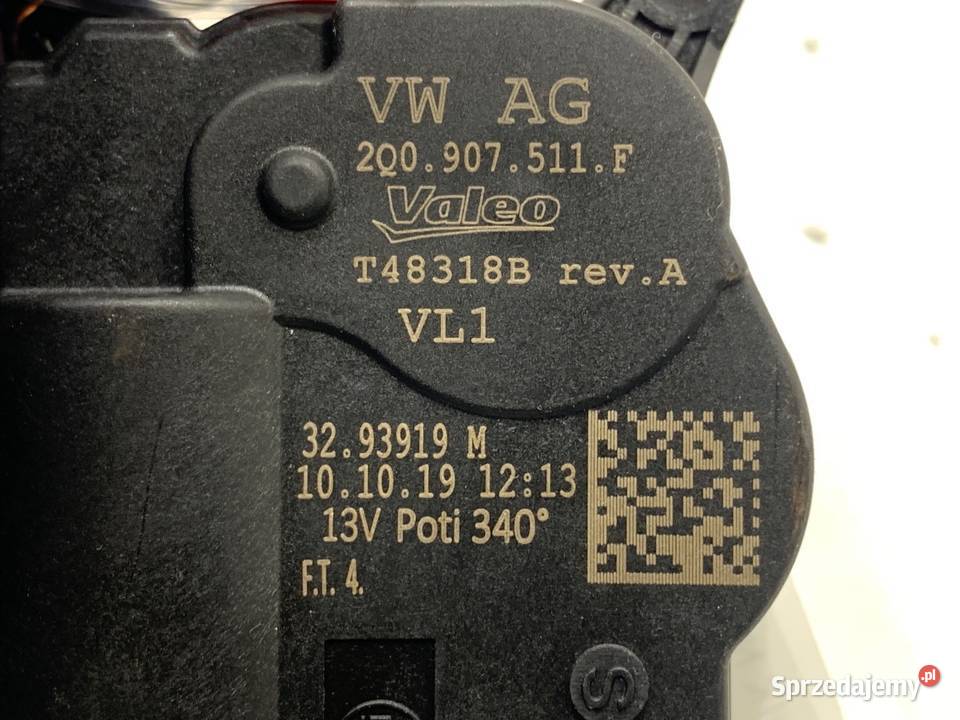 VW AG
2Q0.907.511.F
Valeo
T48318B rev.A
VL1
32.93919 M
10.10.19 12:13
13V Poti 340°
F.T. 4.
S
Sprzedajemy.pl